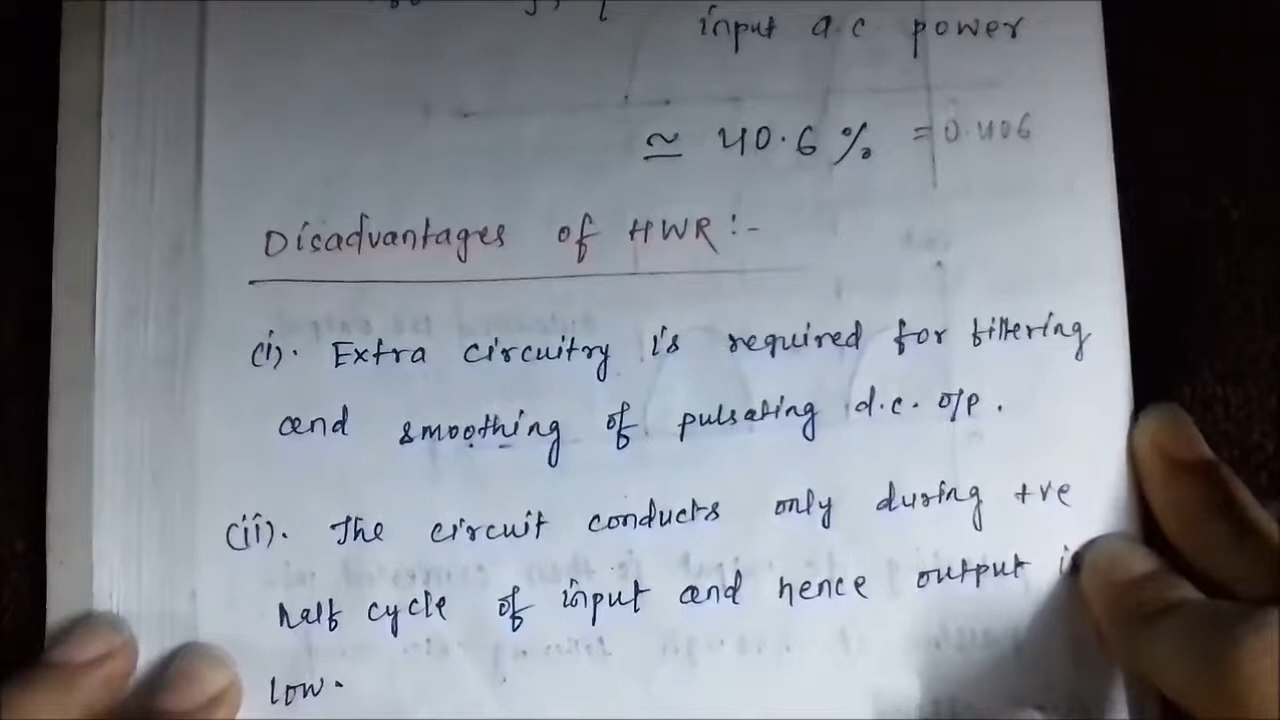 input a.c power
≃ 40.6 % = 0.406
Disadvantages of HWR :-
(i). Extra circuitry is required for filtering
and smoothing of pulsating d.c. o/p.
(ii). The circuit conducts only during +ve
half cycle of input and hence output
low.